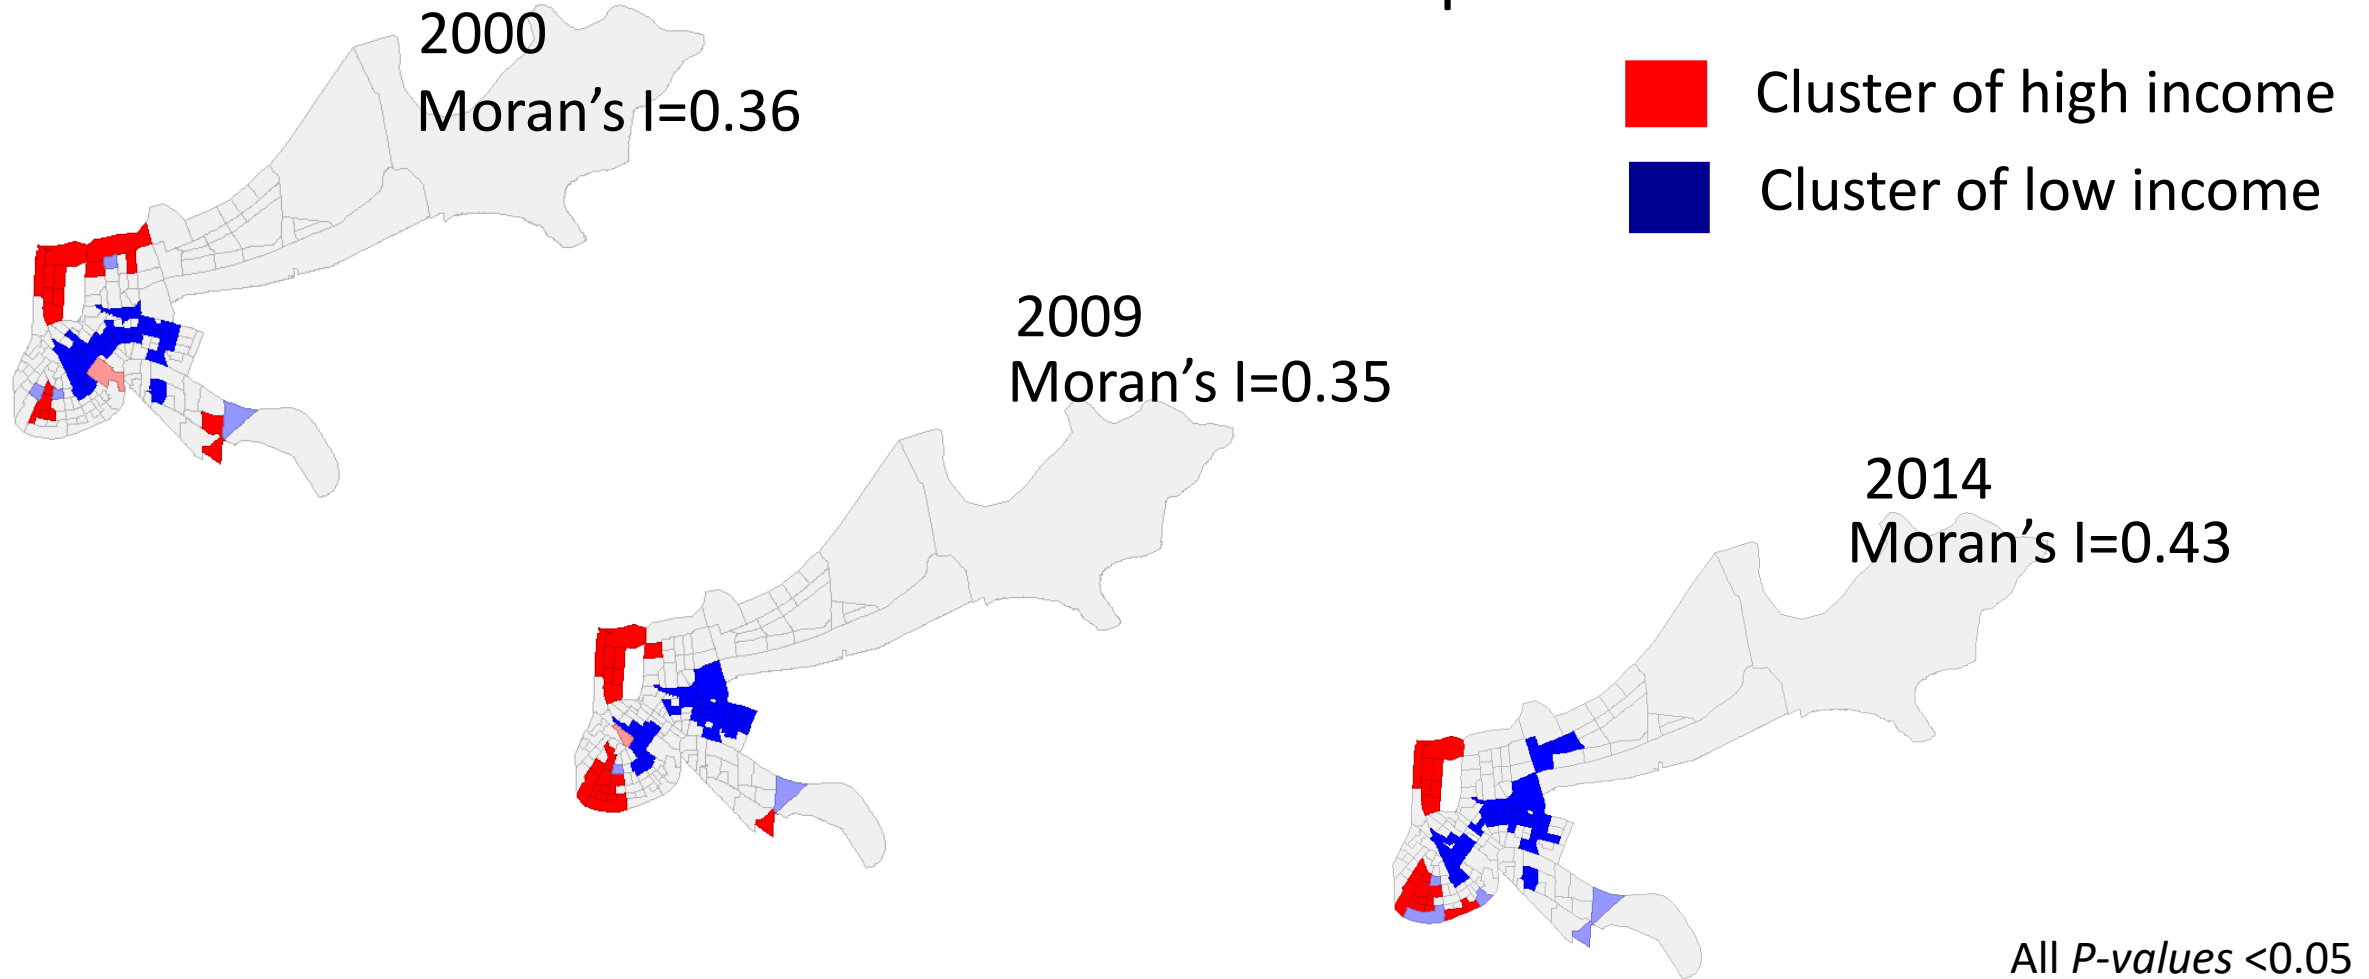 2000
Moran’s I=0.36
Cluster of high income
Cluster of low income
2009
Moran’s I=0.35
2014
Moran’s I=0.43
All P-values <0.05